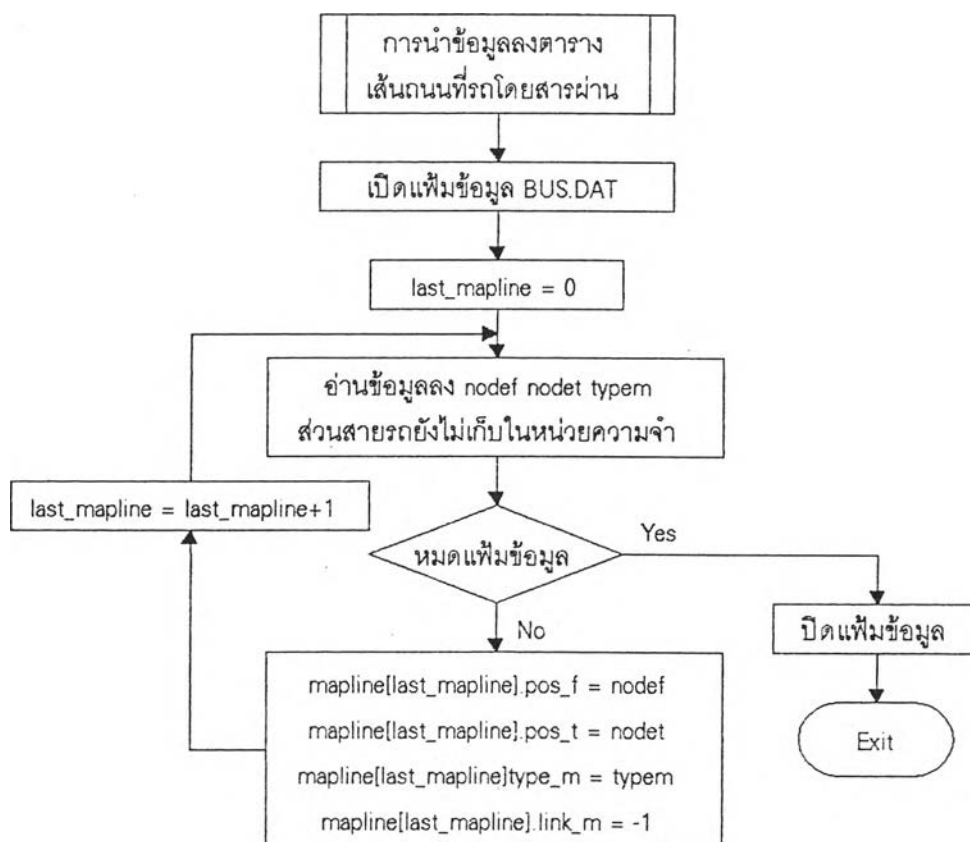 การนำข้อมูลลงตาราง
เส้นถนนที่รถโดยสารผ่าน
เปิดแฟ้มข้อมูล BUS.DAT
last_mapline = 0
อ่านข้อมูลลง nodef nodet typem
ส่วนสายรถยังไม่เก็บในหน่วยความจำ
last_mapline = last_mapline+1
หมดแฟ้มข้อมูล
Yes
No
ปิดแฟ้มข้อมูล
Exit
mapline[last_mapline].pos_f = nodef
mapline[last_mapline].pos_t = nodet
mapline[last_mapline]type_m = typem
mapline[last_mapline].link_m = -1